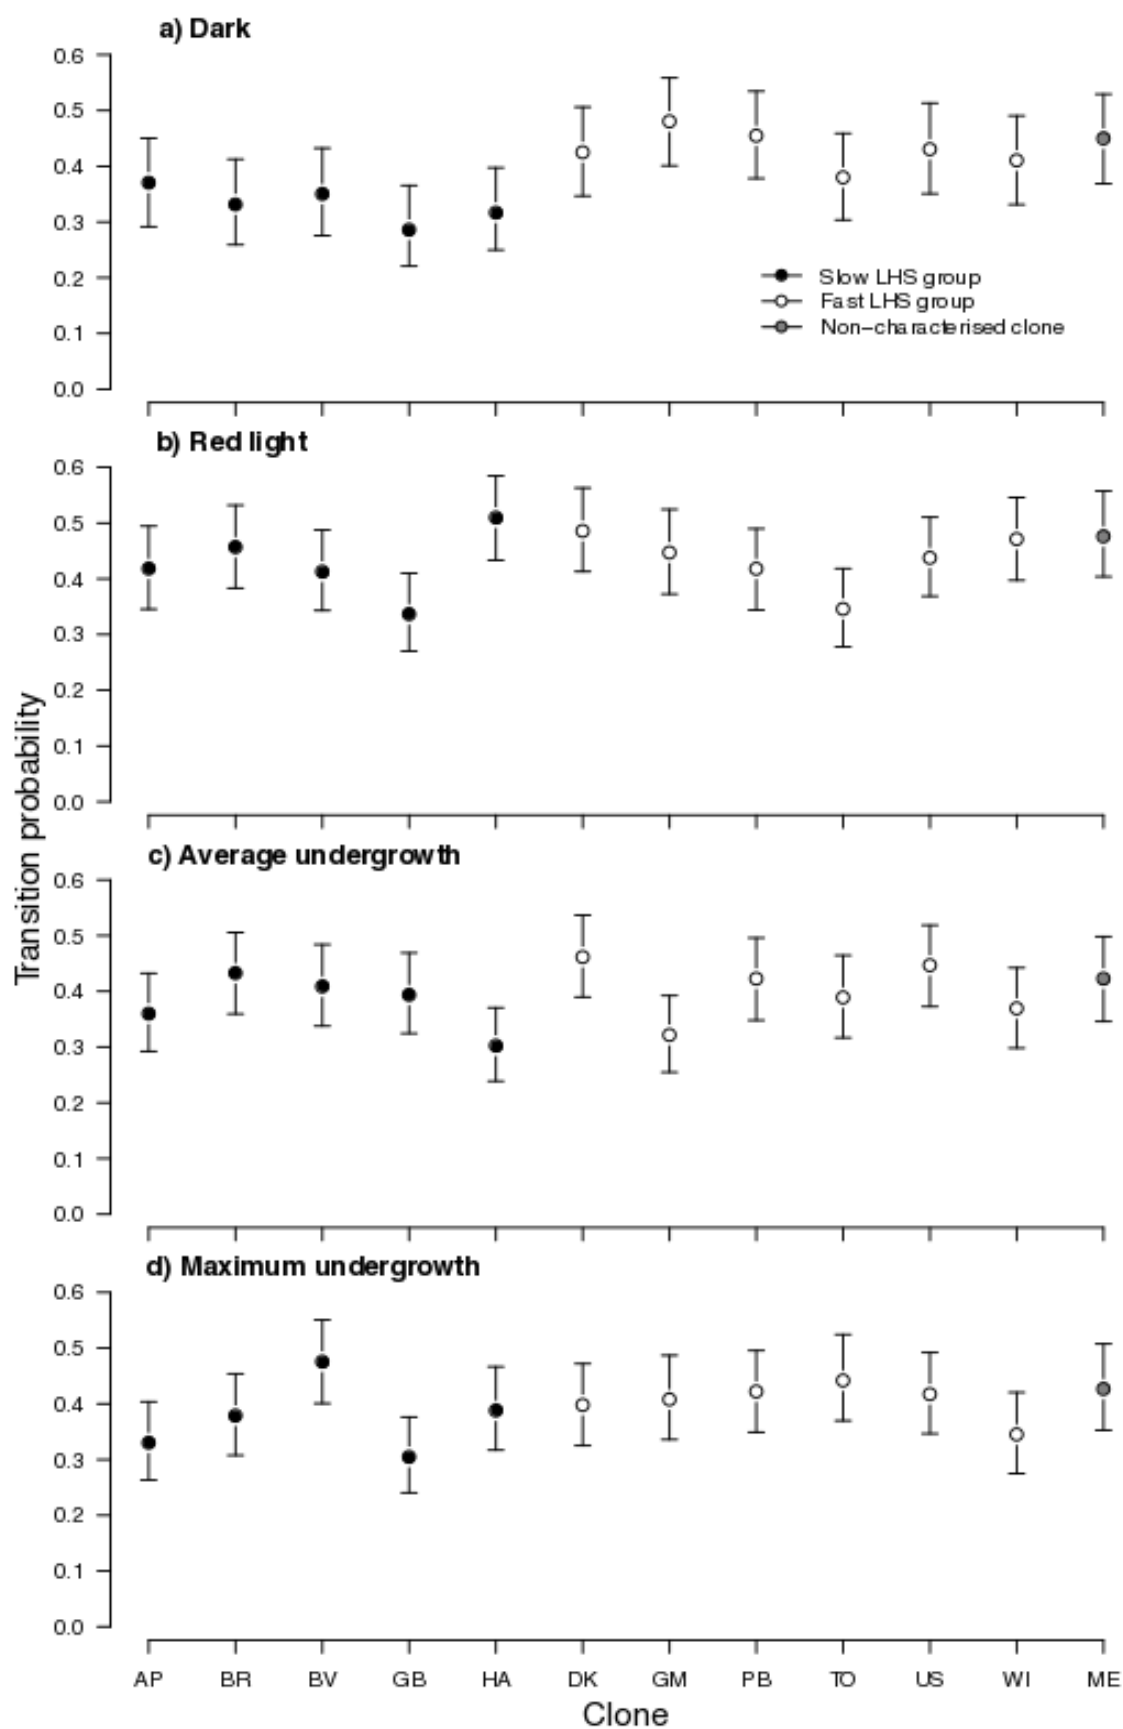 a) Dark
0.6
0.5
0.4
0.3
0.2
0.1
0.0
Slow LHS group
Fast LHS group
Non-characterised clone
b) Red light
0.6
0.5
0.4
0.3
0.2
0.1
0.0
Transition probability
c) Average undergrowth
0.6
0.5
0.4
0.3
0.2
0.1
0.0
d) Maximum undergrowth
0.6
0.5
0.4
0.3
0.2
0.1
0.0
AP BR BV GB HA DK GM PB TO US WI ME
Clone